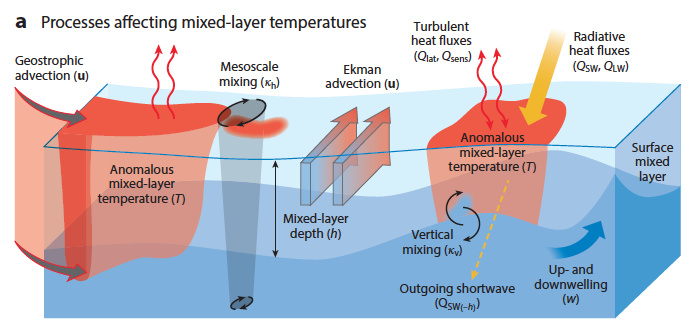 a Processes affecting mixed-layer temperatures
Geostrophic
advection (u)
Mesoscale
mixing (κh)
Ekman
advection (u)
Turbulent
heat fluxes
(Qlat, Qsens)
Radiative
heat fluxes
(QSW, QLW)
Anomalous
mixed-layer
temperature (T)
Mixed-layer
depth (h)
Anomalous
mixed-layer
temperature (T)
Surface
mixed
layer
Vertical
mixing (κv)
Outgoing shortwave
(QSW(–h))
Up- and
downwelling
(w)